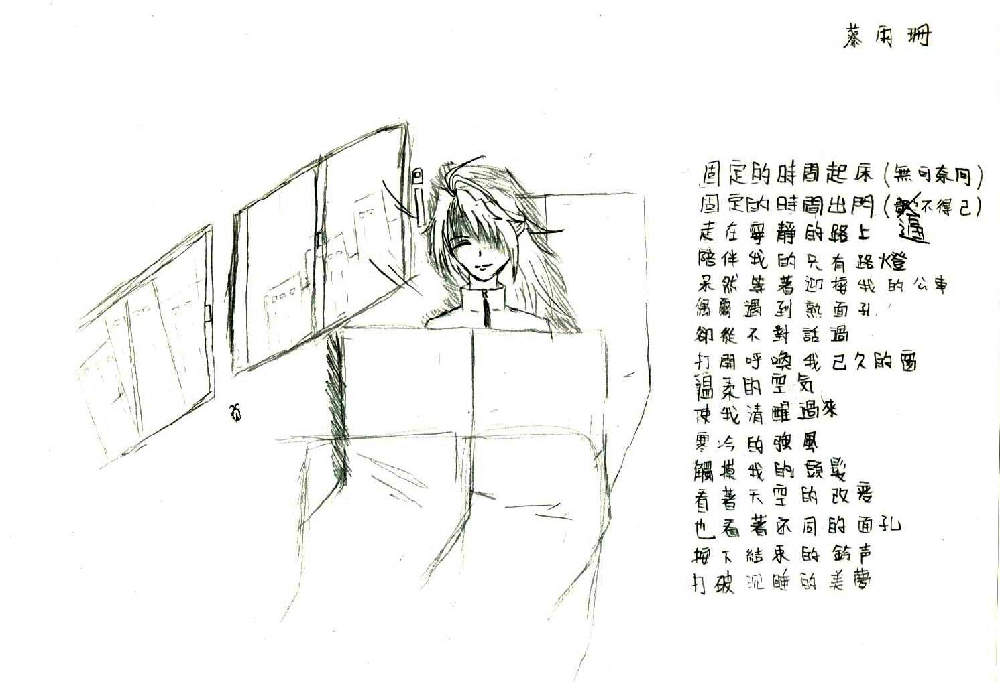 蔡雨珊
固定的時間起床(無可奈何)
固定的時間出門(逼不得已)
走在寧靜的路上
陪伴我的只有路燈
呆然等著迎接我的公車
偶爾遇到熟面孔
卻從不對話過
打開呼喚我已久的窗
溫柔的空気
使我清醒過來
寒冷的強風
觸摸我的頭髮
看著天空的改變
也看著不同的面孔
按下結束的鈴声
打破沉睡的美夢